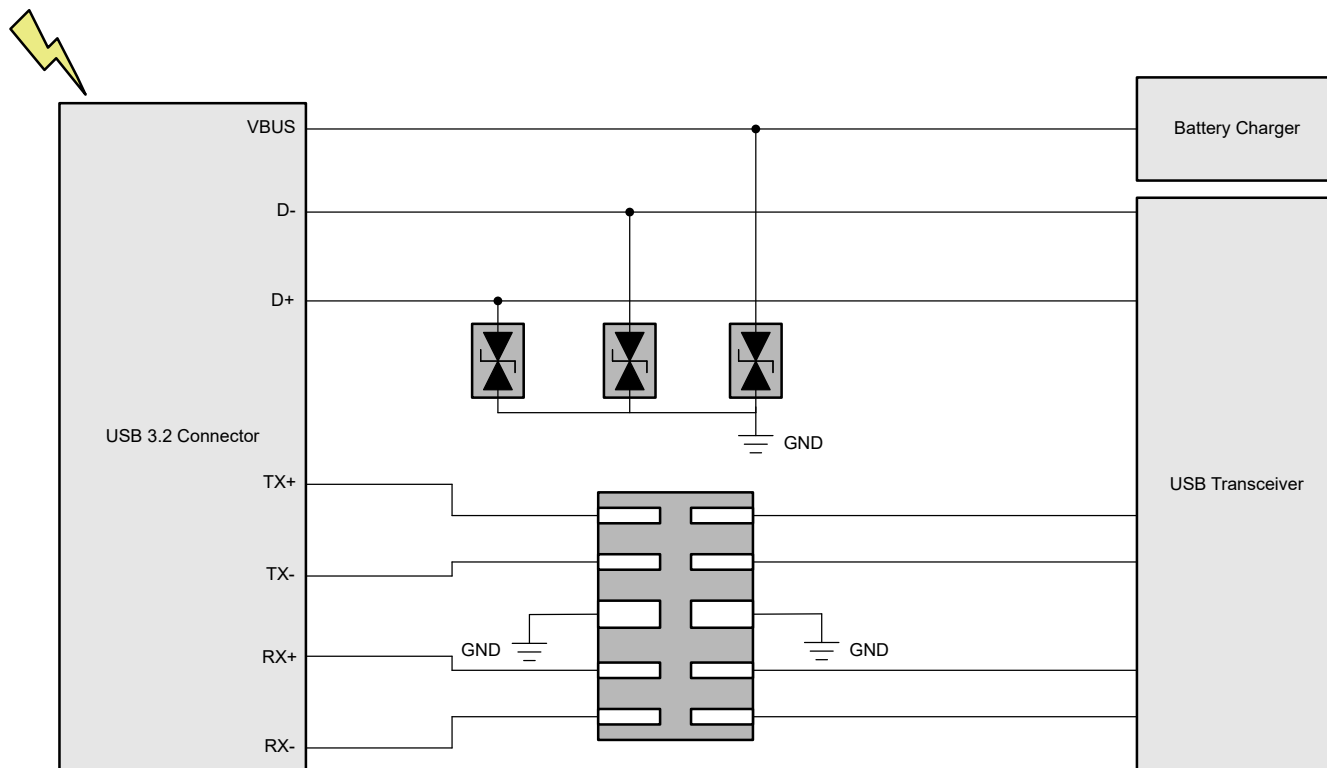 VBUS
Battery Charger
D-
D+
USB 3.2 Connector
GND
TX+
USB Transceiver
TX-
GND
GND
RX+
RX-